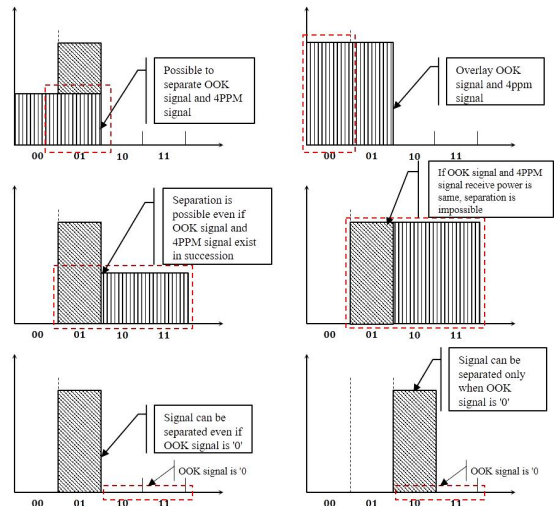 Possible to
separate OOK
signal and 4PPM
signal
00 01 10 11
Overlay OOK
signal and 4ppm
signal
00 01 10 11
Separation is
possible even if
OOK signal and
4PPM signal exist
in succession
00 01 10 11
If OOK signal and 4PPM
signal receive power is
same, separation is
impossible
00 01 10 11
Signal can be
separated even if
OOK signal is '0'
OOK signal is '0
00 01 10 11
Signal can be
separated only
when OOK
signal is '0'
OOK signal is '0
00 01 10 11